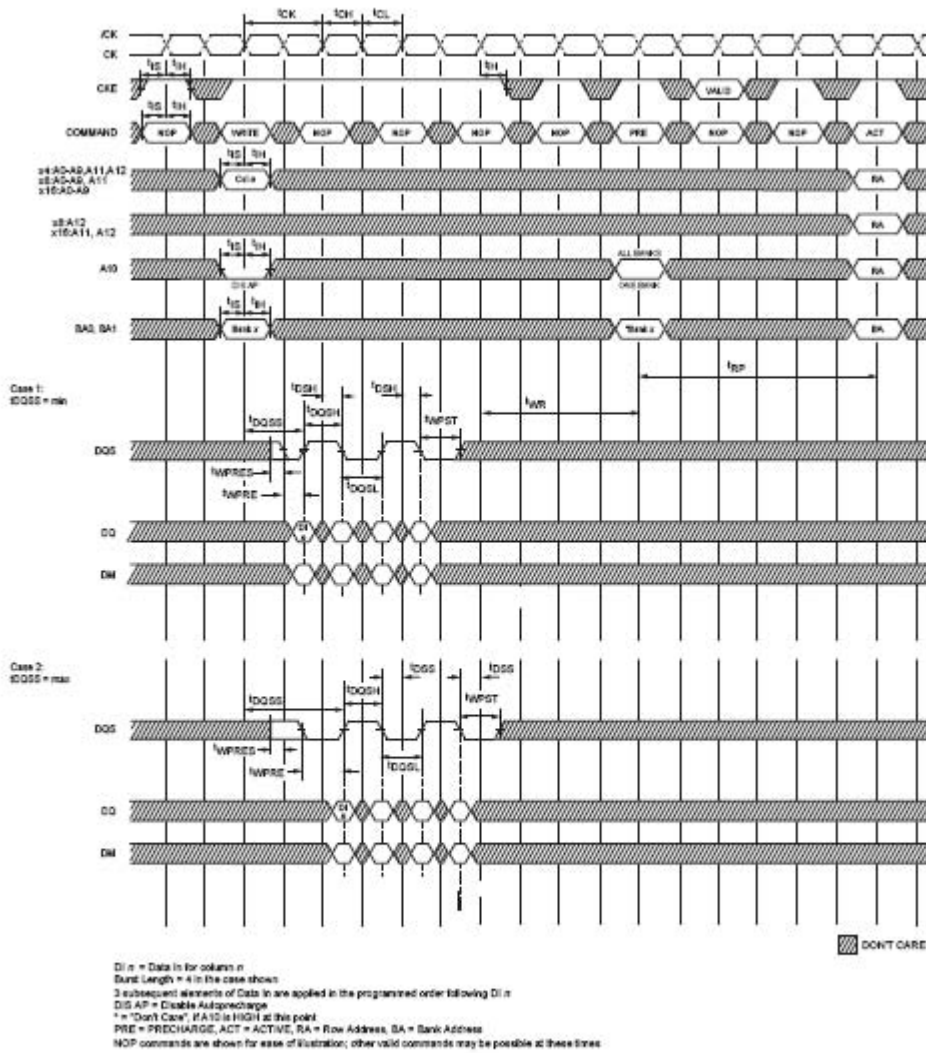 tCK tCH tCL
/CK
CK
tIS tIH tIH
CKE VALID
tIS tIH
COMMAND NOP WRITE NOP NOP NOP NOP PRE NOP NOP ACT
tIS tIH
x4:A0-A9,A11,A12
x8:A0-A9, A11
x16:A0-A9
Col n RA
x8:A12
x16:A11, A12
RA
tIS tIH ALL BANKS
A10 RA
DIS AP ONE BANK
tIS tIH
BA0, BA1 Bank x *Bank x BA
tRP
Case 1:
tDQSS = min
tDSH tDSH
tDQSS tDQSH tWPST tWR
DQS
tWPRES
tDQSL
tWPRE
DQ DI n
DM
Case 2:
tDQSS = max
tDSS tDSS
tDQSS tDQSH tWPST
DQS
tWPRES
tDQSL
tWPRE
DQ DI n
DM
DON'T CARE
DI n = Data In for column n
Burst Length = 4 in the case shown
3 subsequent elements of Data In are applied in the programmed order following DI n
DIS AP = Disable Autoprecharge
* = "Don't Care", if A10 is HIGH at this point
PRE = PRECHARGE, ACT = ACTIVE, RA = Row Address, BA = Bank Address
NOP commands are shown for ease of illustration; other valid commands may be possible at these times